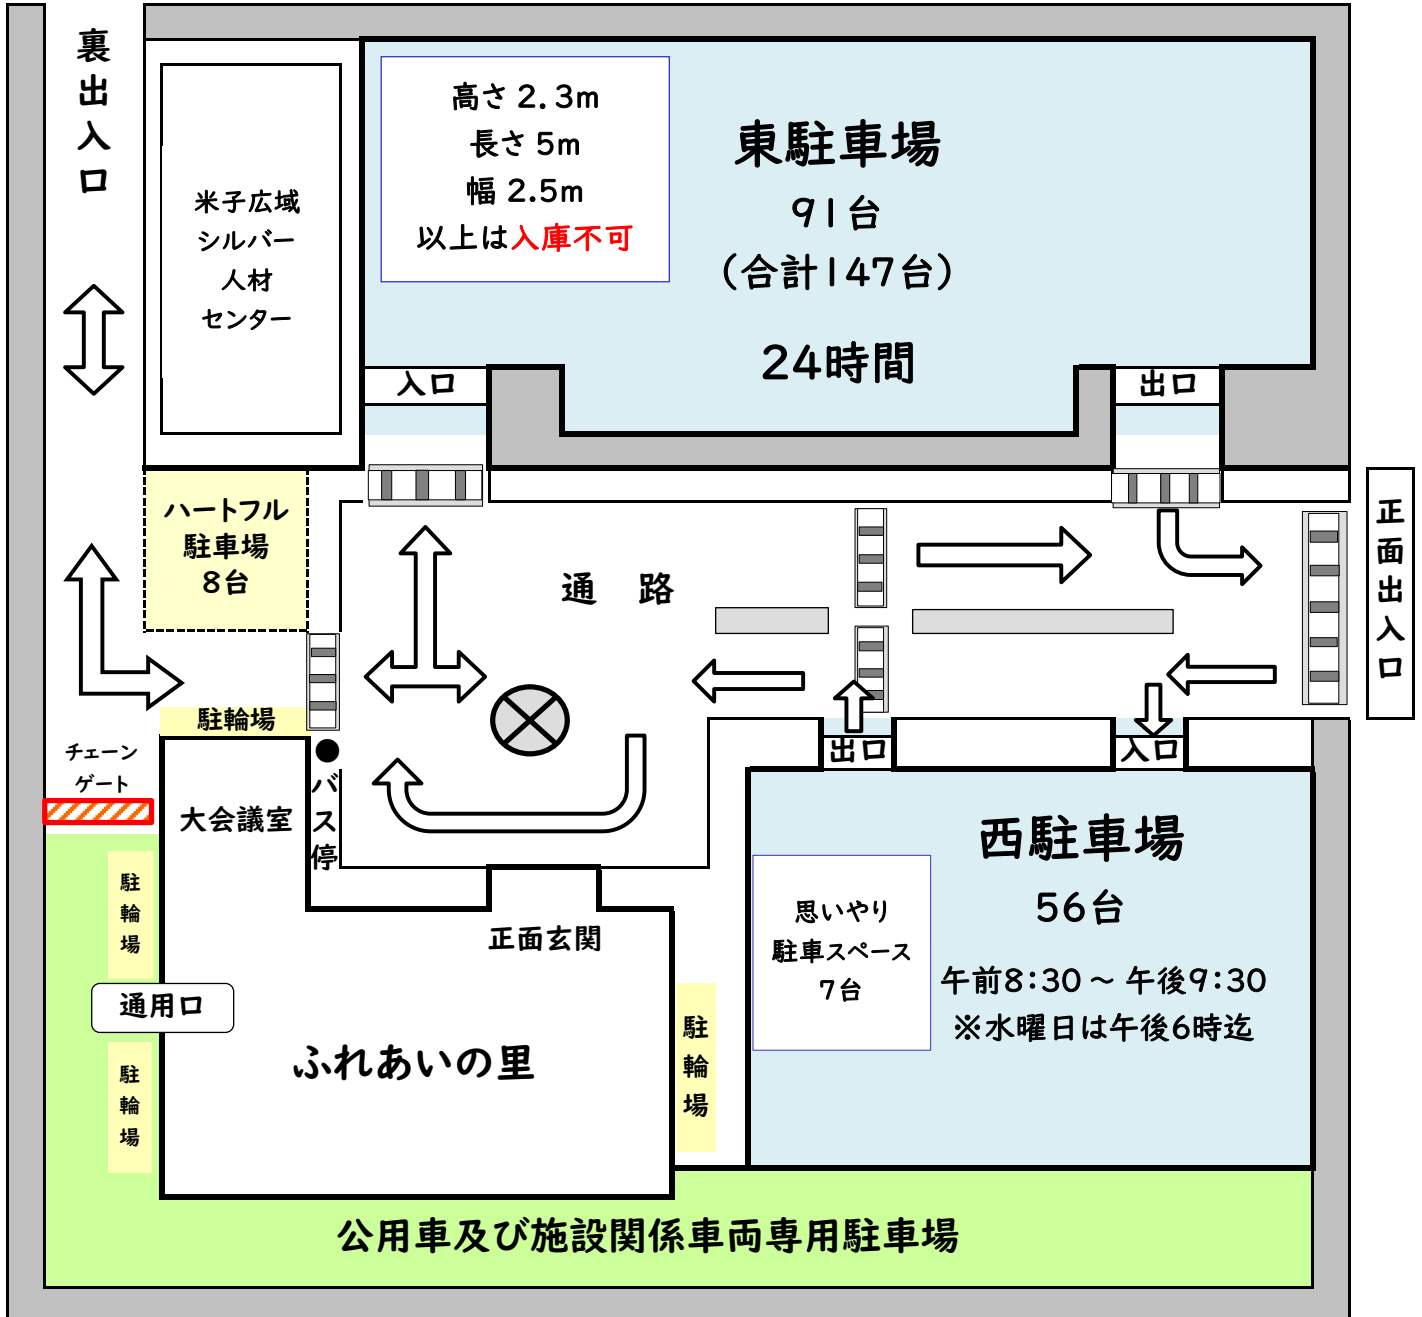 裏出入口
米子広域
シルバー
人材
センター
高さ 2.3m
長さ 5m
幅 2.5m
以上は入庫不可
東駐車場
91台
(合計147台)
24時間
入口
出口
ハートフル
駐車場
8台
通 路
正面出入口
駐輪場
チェーン
ゲート
バス停
大会議室
出口
入口
西駐車場
56台
午前8:30 ~ 午後9:30
※水曜日は午後6時迄
思いやり
駐車スペース
7台
正面玄関
駐輪場
通用口
駐輪場
ふれあいの里
駐輪場
公用車及び施設関係車両専用駐車場